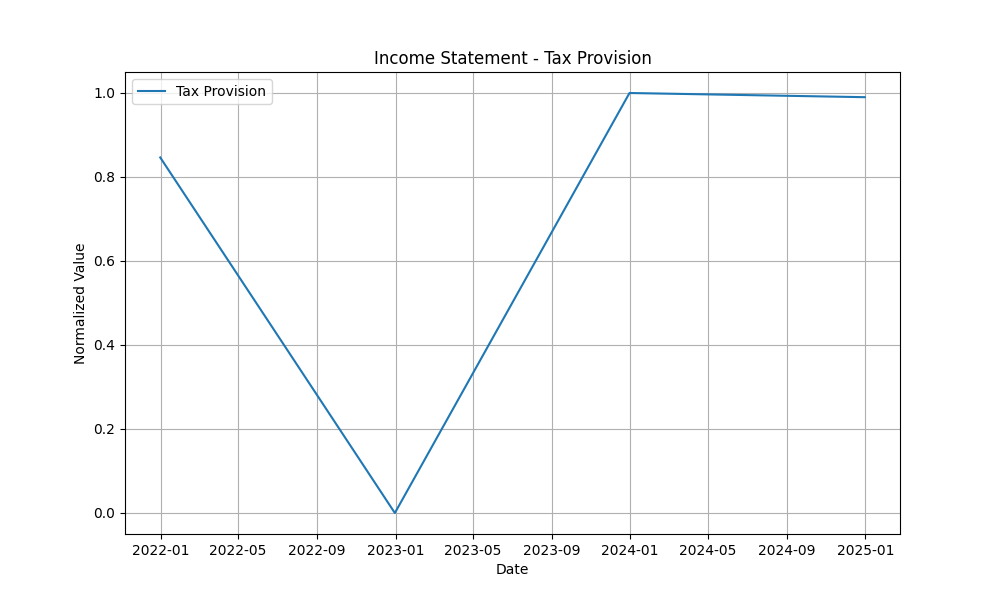 Income Statement - Tax Provision
Tax Provision
Normalized Value
1.0
0.8
0.6
0.4
0.2
0.0
2022-01 2022-05 2022-09 2023-01 2023-05 2023-09 2024-01 2024-05 2024-09 2025-01
Date